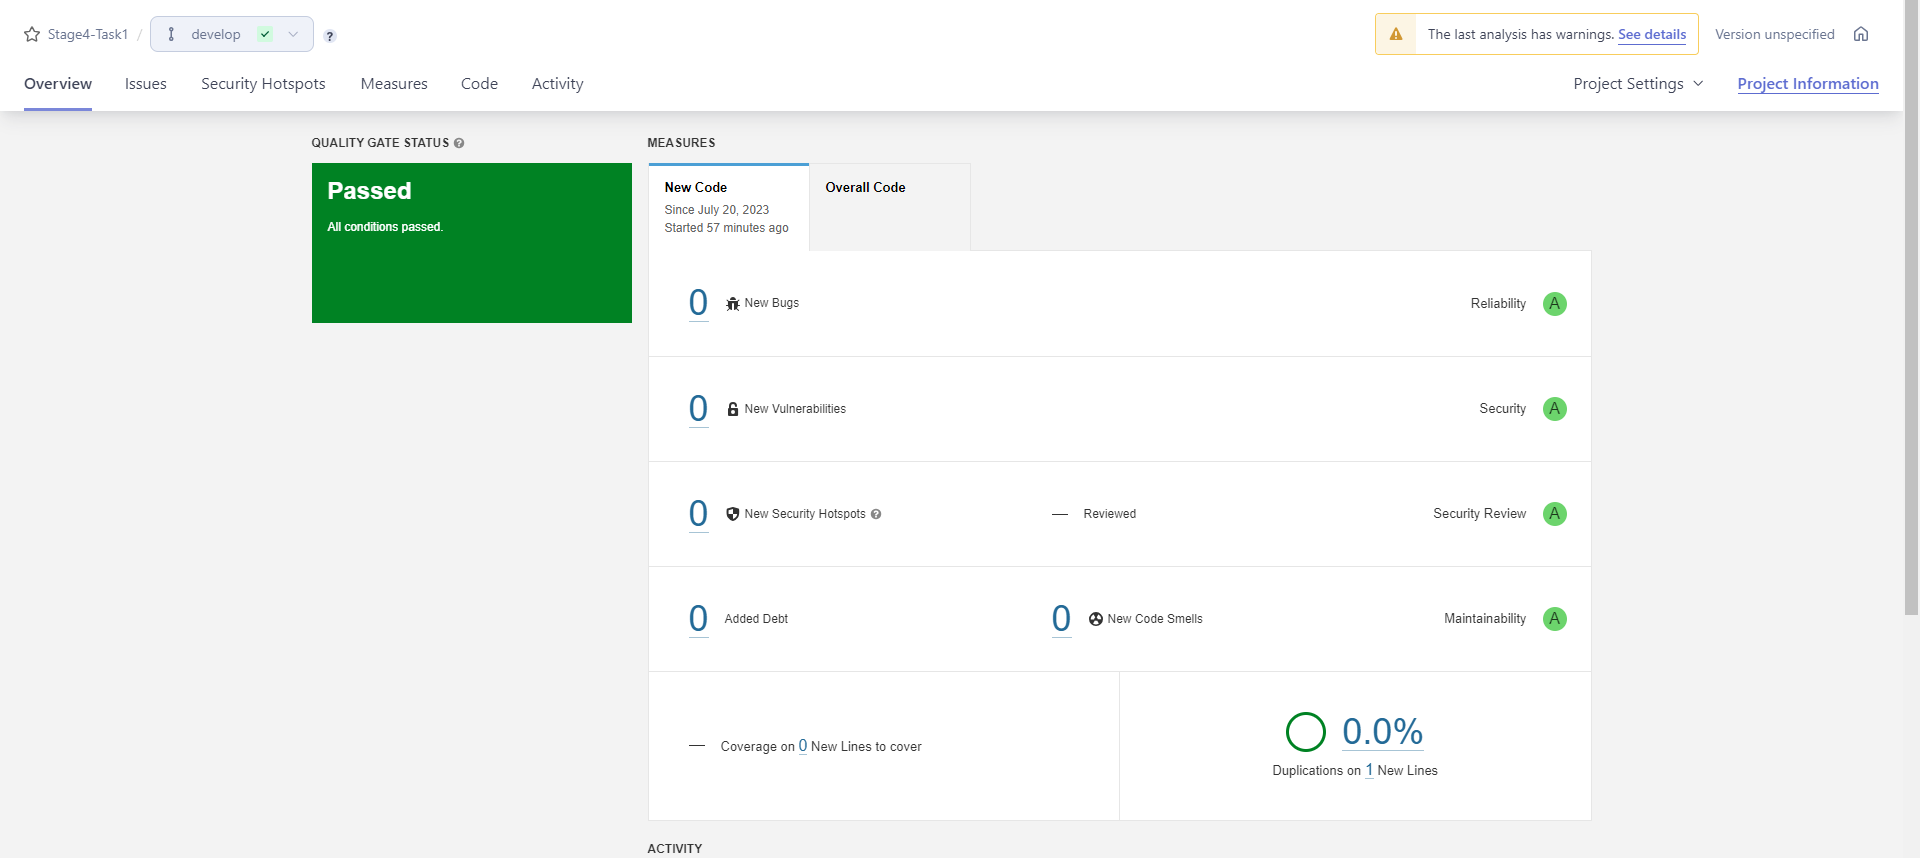 Stage4-Task1 / develop ?
The last analysis has warnings. See details Version unspecified
Overview Issues Security Hotspots Measures Code Activity Project Settings Project Information
QUALITY GATE STATUS ?
Passed
All conditions passed.
MEASURES
New Code
Since July 20, 2023
Started 57 minutes ago
Overall Code
0 New Bugs Reliability A
0 New Vulnerabilities Security A
0 New Security Hotspots ? — Reviewed Security Review A
0 Added Debt 0 New Code Smells Maintainability A
— Coverage on 0 New Lines to cover
0.0%
Duplications on 1 New Lines
ACTIVITY